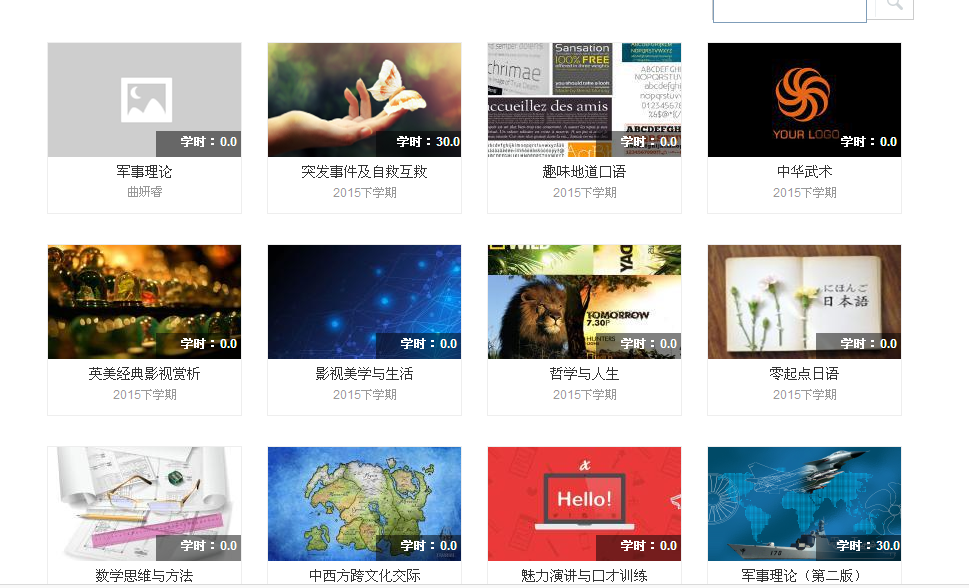 学时：0.0
学时：30.0
semper dolens
Sansation
100% FREE
chrimae
accueillez des amis
ABCDEFGH
学时：0.0
YOUR LOGO
学时：0.0
军事理论
突发事件及自救互救
趣味地道口语
中华武术
曲妍睿
2015下学期
2015下学期
2015下学期
学时：0.0
学时：0.0
WILD
TOMORROW
7.30P
HUNTERS
学时：0.0
にほんご
日本語
学时：0.0
英美经典影视赏析
影视美学与生活
哲学与人生
零起点日语
2015下学期
2015下学期
2015下学期
2015下学期
学时：0.0
学时：0.0
Hello!
学时：0.0
172
学时：30.0
数学思维与方法
中西方跨文化交际
魅力演讲与口才训练
军事理论（第二版）